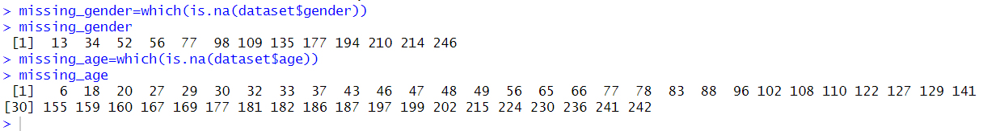 > missing_gender=which(is.na(dataset$gender))
> missing_gender
 [1]  13  34  52  56  77  98 109 135 177 194 210 214 246
> missing_age=which(is.na(dataset$age))
> missing_age
 [1]   6  18  20  27  29  30  32  33  37  43  46  47  48  49  56  65  66  77  78  83  88  96 102 108 110 122 127 129 141
[30] 155 159 160 167 169 177 181 182 186 187 197 199 202 215 224 230 236 241 242
>